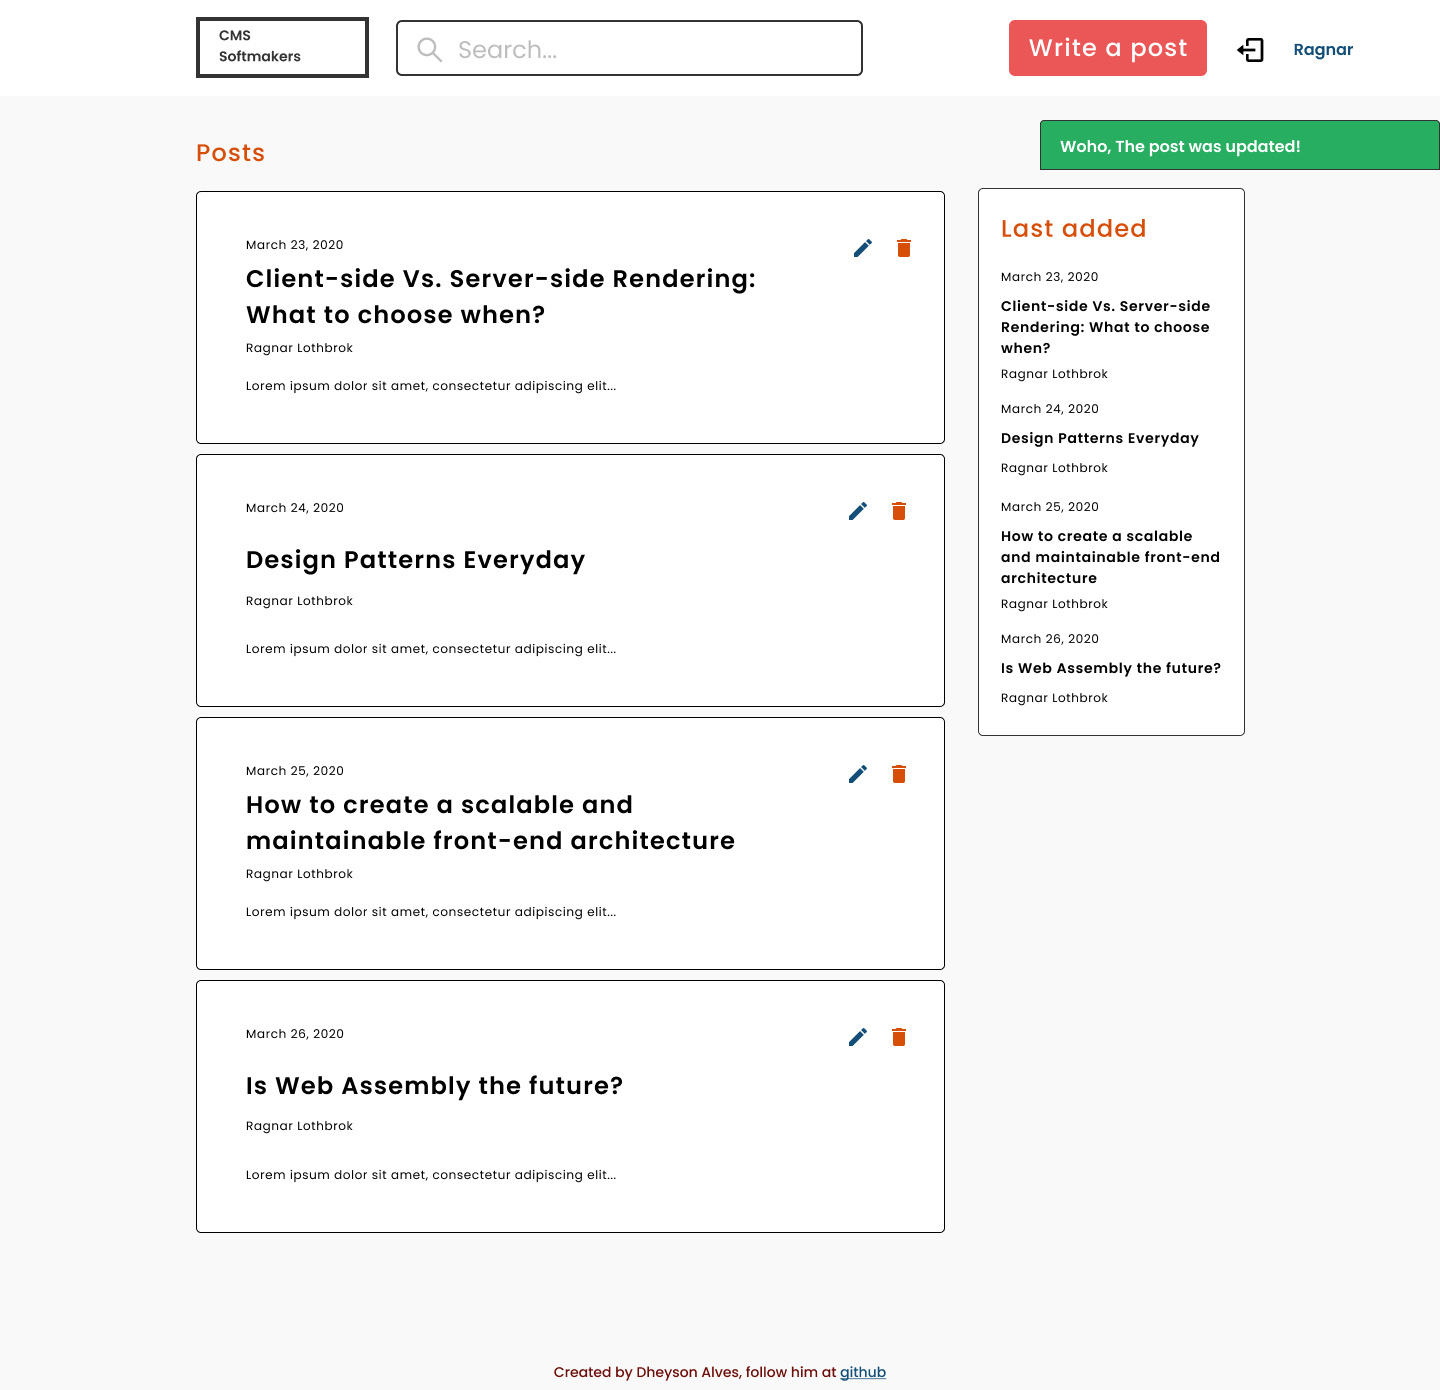 CMS
Softmakers
Search...
Write a post
Ragnar
Woho, The post was updated!
Posts
March 23, 2020
Client-side Vs. Server-side Rendering:
What to choose when?
Ragnar Lothbrok
Lorem ipsum dolor sit amet, consectetur adipiscing elit...
March 24, 2020
Design Patterns Everyday
Ragnar Lothbrok
Lorem ipsum dolor sit amet, consectetur adipiscing elit...
March 25, 2020
How to create a scalable and
maintainable front-end architecture
Ragnar Lothbrok
Lorem ipsum dolor sit amet, consectetur adipiscing elit...
March 26, 2020
Is Web Assembly the future?
Ragnar Lothbrok
Lorem ipsum dolor sit amet, consectetur adipiscing elit...
Last added
March 23, 2020
Client-side Vs. Server-side
Rendering: What to choose
when?
Ragnar Lothbrok
March 24, 2020
Design Patterns Everyday
Ragnar Lothbrok
March 25, 2020
How to create a scalable
and maintainable front-end
architecture
Ragnar Lothbrok
March 26, 2020
Is Web Assembly the future?
Ragnar Lothbrok
Created by Dheyson Alves, follow him at github